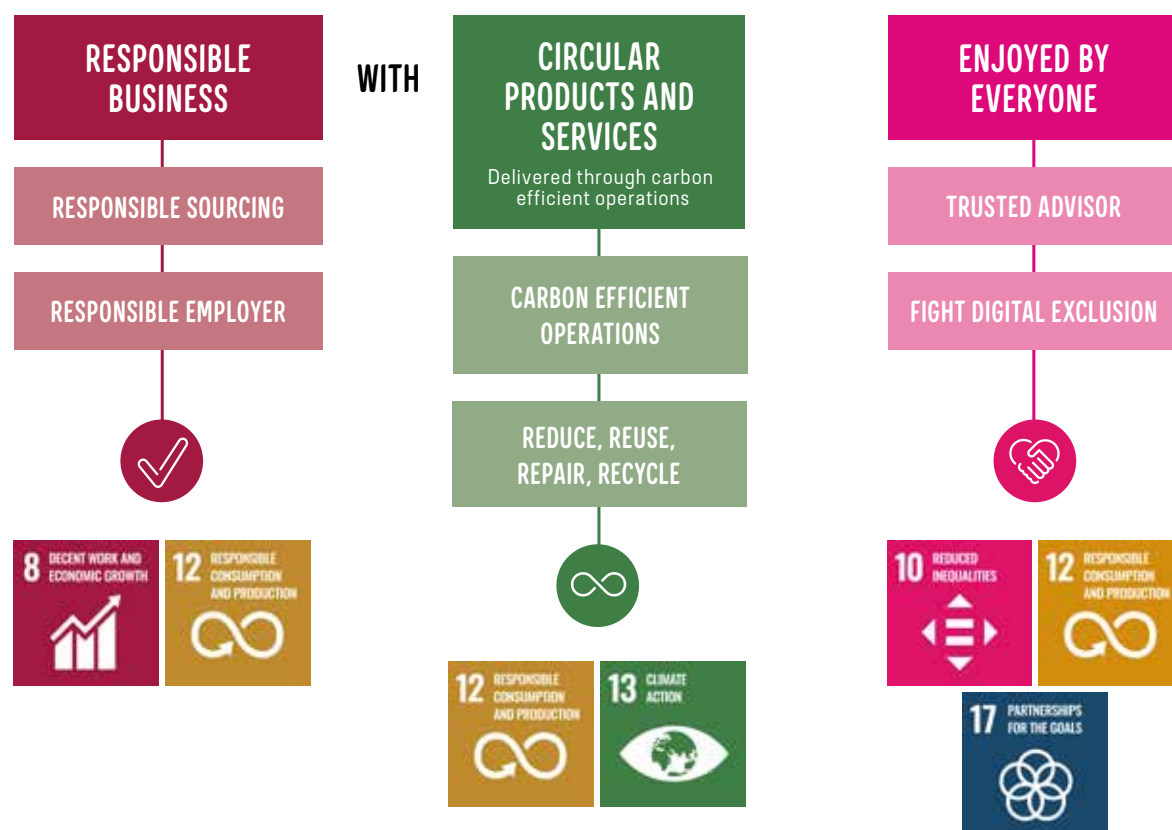 RESPONSIBLE
BUSINESS
RESPONSIBLE SOURCING
RESPONSIBLE EMPLOYER
8 DECENT WORK AND
ECONOMIC GROWTH
12 RESPONSIBLE
CONSUMPTION
AND PRODUCTION
WITH
CIRCULAR
PRODUCTS AND
SERVICES
Delivered through carbon
efficient operations
CARBON EFFICIENT
OPERATIONS
REDUCE, REUSE,
REPAIR, RECYCLE
12 RESPONSIBLE
CONSUMPTION
AND PRODUCTION
13 CLIMATE
ACTION
ENJOYED BY
EVERYONE
TRUSTED ADVISOR
FIGHT DIGITAL EXCLUSION
10 REDUCED
INEQUALITIES
12 RESPONSIBLE
CONSUMPTION
AND PRODUCTION
17 PARTNERSHIPS
FOR THE GOALS